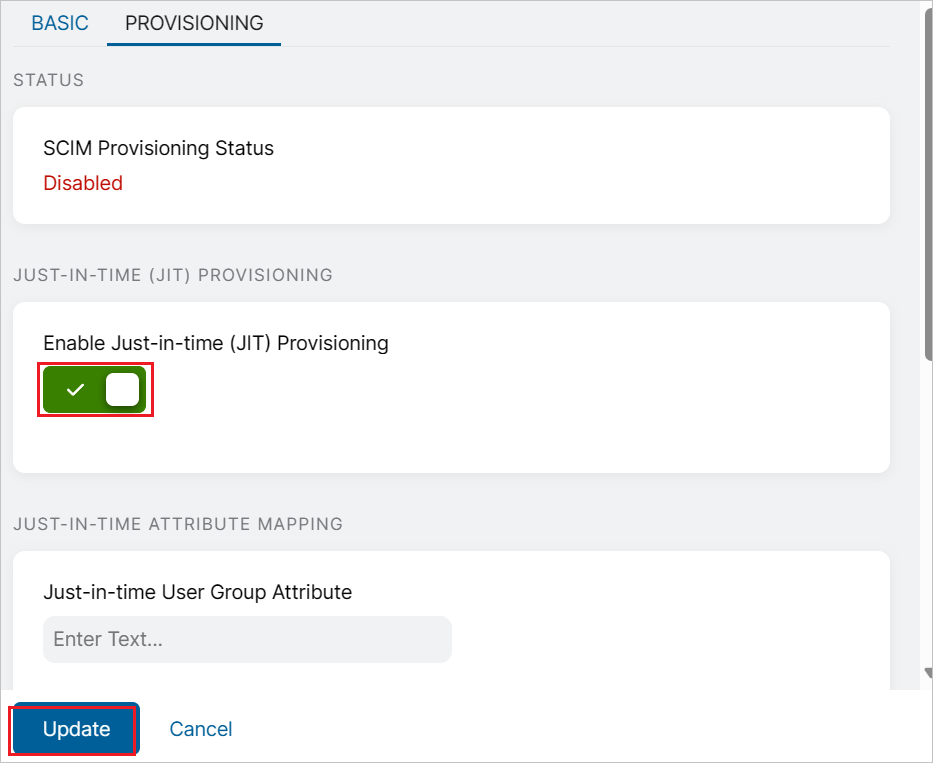 BASIC PROVISIONING
STATUS
SCIM Provisioning Status
Disabled
JUST-IN-TIME (JIT) PROVISIONING
Enable Just-in-time (JIT) Provisioning
JUST-IN-TIME ATTRIBUTE MAPPING
Just-in-time User Group Attribute
Enter Text...
Update Cancel